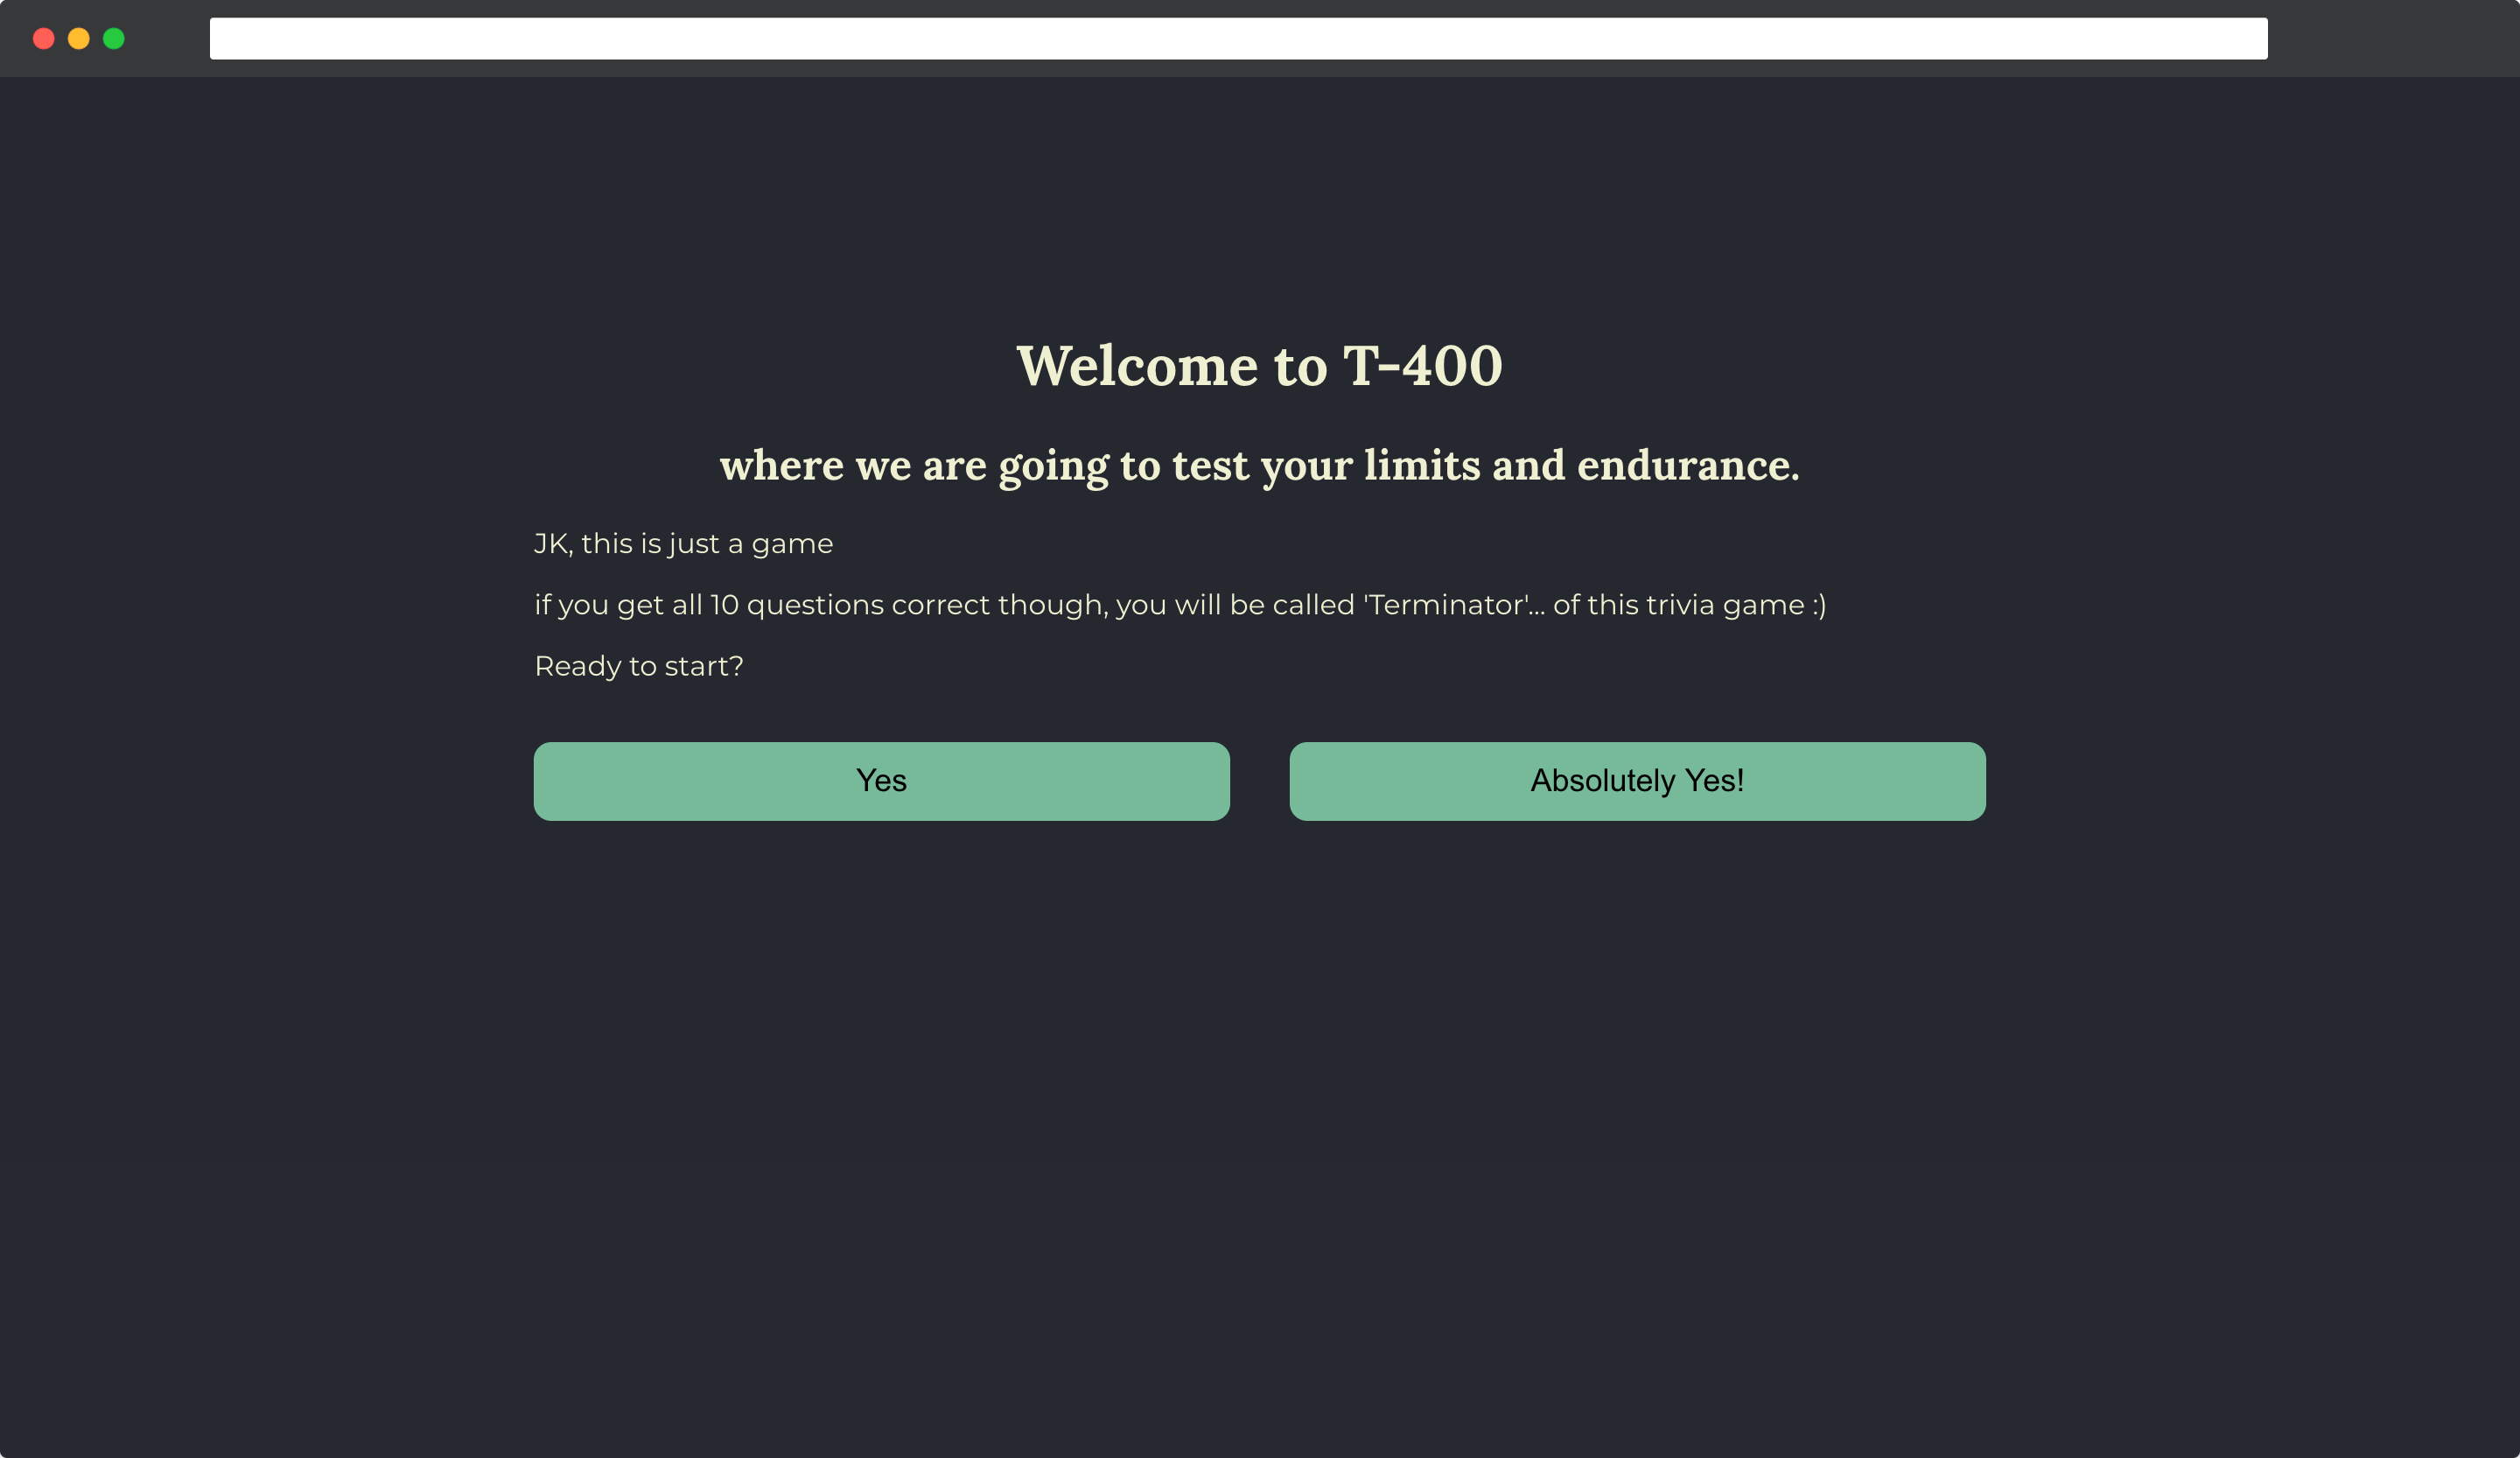 Welcome to T-400
where we are going to test your limits and endurance.
JK, this is just a game
if you get all 10 questions correct though, you will be called 'Terminator'... of this trivia game :)
Ready to start?
Yes
Absolutely Yes!